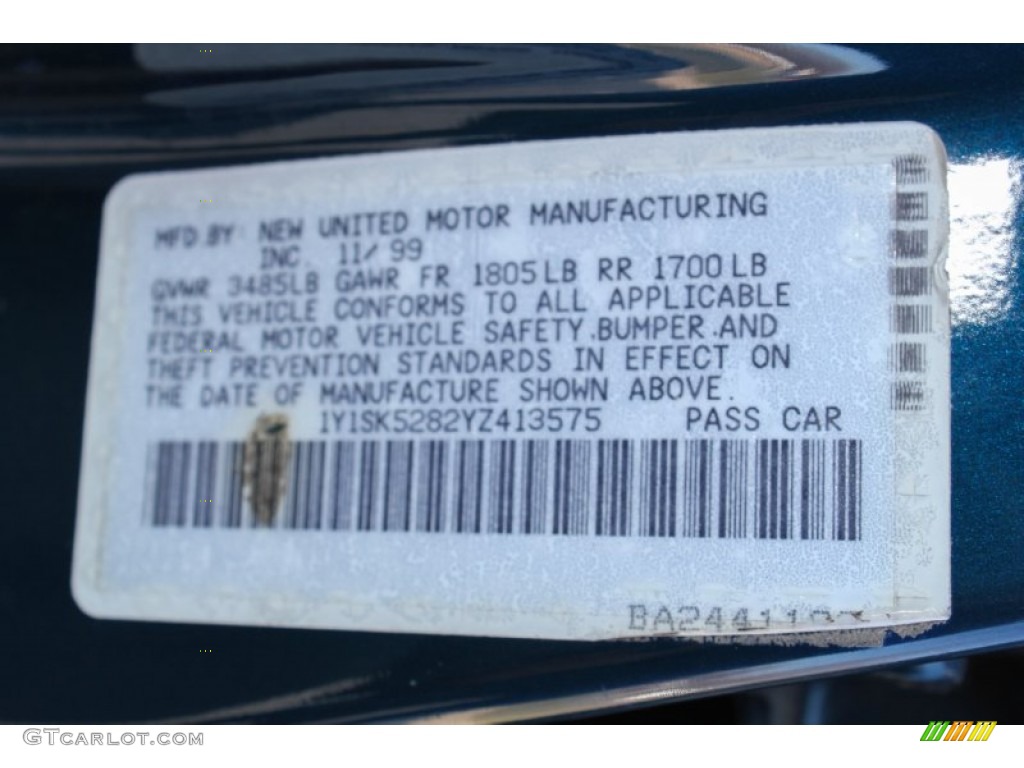 MFD.BY NEW UNITED MOTOR MANUFACTURING
INC. 11/99
GVWR 3485LB GAWR FR 1805LB RR 1700LB
THIS VEHICLE CONFORMS TO ALL APPLICABLE
FEDERAL MOTOR VEHICLE SAFETY.BUMPER.AND
THEFT PREVENTION STANDARDS IN EFFECT ON
THE DATE OF MANUFACTURE SHOWN ABOVE.
1Y1SK5282YZ413575 PASS CAR
GTCARLOT.COM